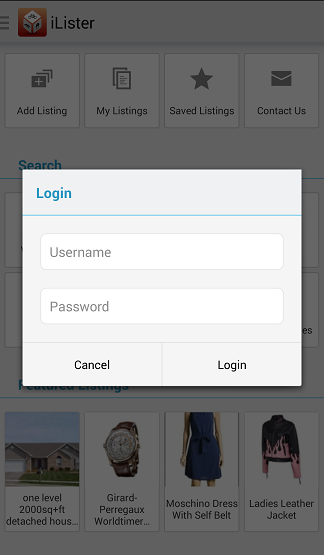 iLister
Add Listing
My Listings
Saved Listings
Contact Us
Search
Login
Username
Password
Cancel
Login
Featured Listings
one level
2000sq+ft
detached hous...
Girard-
Perregaux
Worldtimer...
Moschino Dress
With Self Belt
Ladies Leather
Jacket